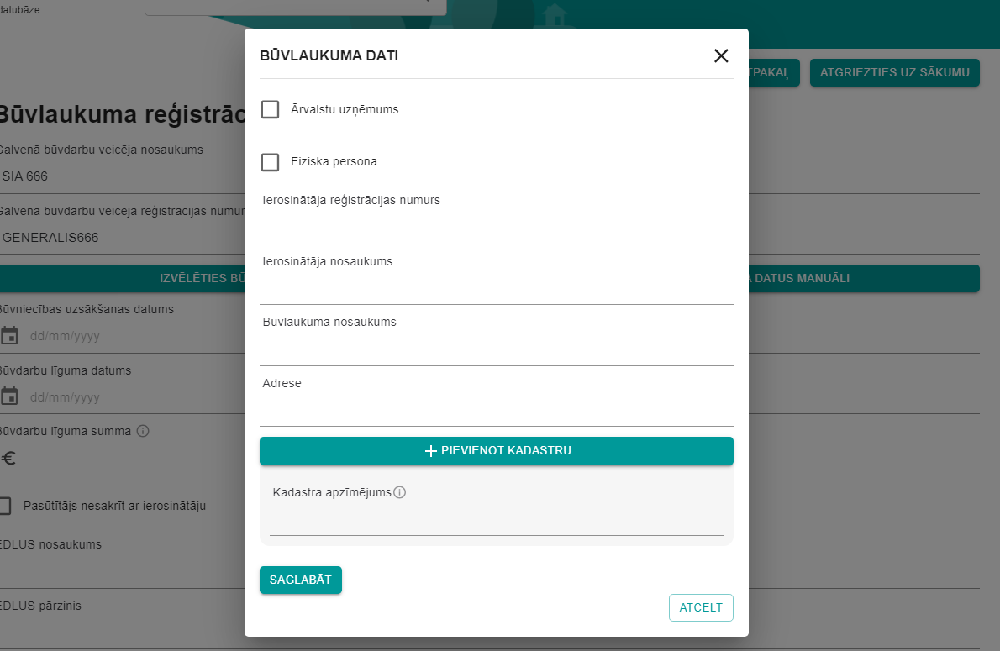 datubāze
ATGRIEZTIES UZ SĀKUMU
BŪVLAUKUMA DATI
Būvlaukuma reģistrāc
Galvenā būvdarbu veicēja nosaukums
SIA 666
Galvenā būvdarbu veicēja reģistrācijas numur
GENERALIS666
IZVĒLĒTIES BŪ
DATUS MANUĀLI
Būvniecības uzsākšanas datums
dd/mm/yyyy
Būvdarbu līguma datums
dd/mm/yyyy
Būvdarbu līguma summa
€
Pasūtītājs nesakrīt ar ierosinātāju
EDLUS nosaukums
EDLUS pārzinis
Ārvalstu uzņēmums
Fiziska persona
Ierosinātāja reģistrācijas numurs
Ierosinātāja nosaukums
Būvlaukuma nosaukums
Adrese
PIEVIENOT KADASTRU
Kadastra apzīmējums
SAGLABĀT
ATCELT